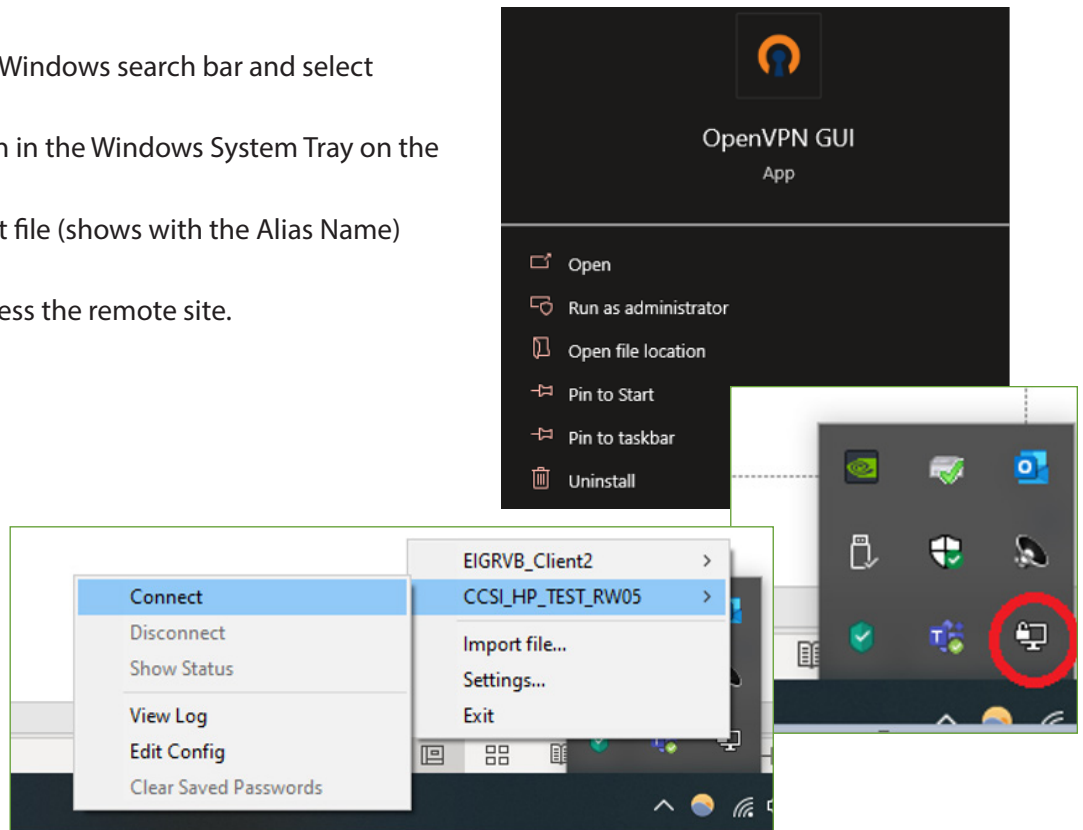 Windows search bar and select
in the Windows System Tray on the
file (shows with the Alias Name)
the remote site.
OpenVPN GUI
App
Open
Run as administrator
Open file location
Pin to Start
Pin to taskbar
Uninstall
EIGRVB_Client2
CCSI_HP_TEST_RW05
Import file...
Settings...
Exit
Connect
Disconnect
Show Status
View Log
Edit Config
Clear Saved Passwords